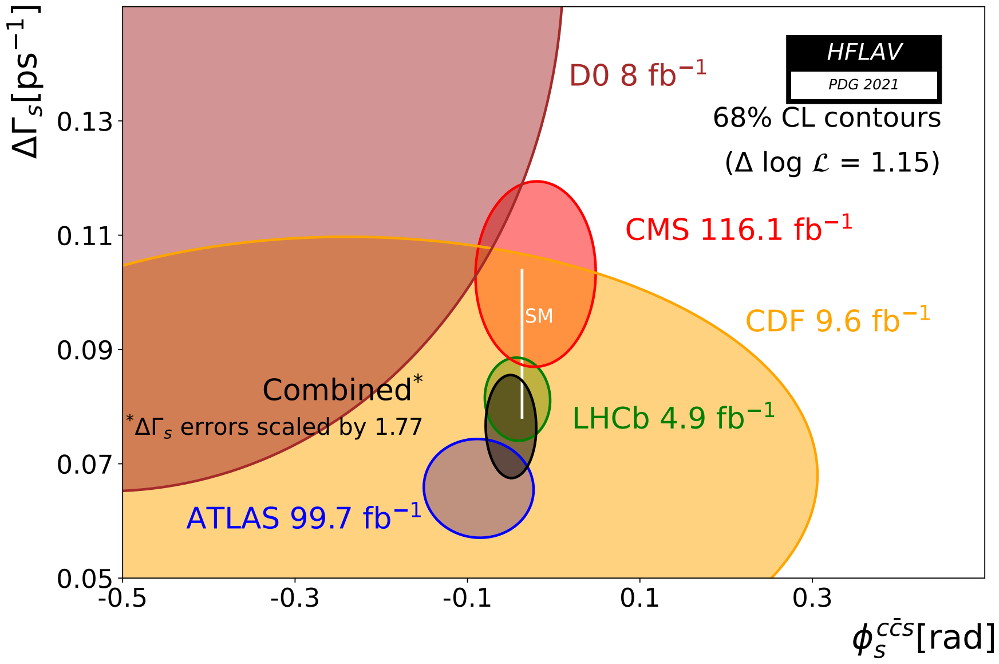 ΔΓ_s[ps⁻¹]
HFLAV
PDG 2021
D0 8 fb⁻¹
68% CL contours
(Δ log ℒ = 1.15)
0.13
CMS 116.1 fb⁻¹
0.11
SM
CDF 9.6 fb⁻¹
0.09
Combined*
LHCb 4.9 fb⁻¹
*ΔΓ_s errors scaled by 1.77
0.07
ATLAS 99.7 fb⁻¹
0.05
-0.5 -0.3 -0.1 0.1 0.3
ϕ_s^{cc̄s}[rad]